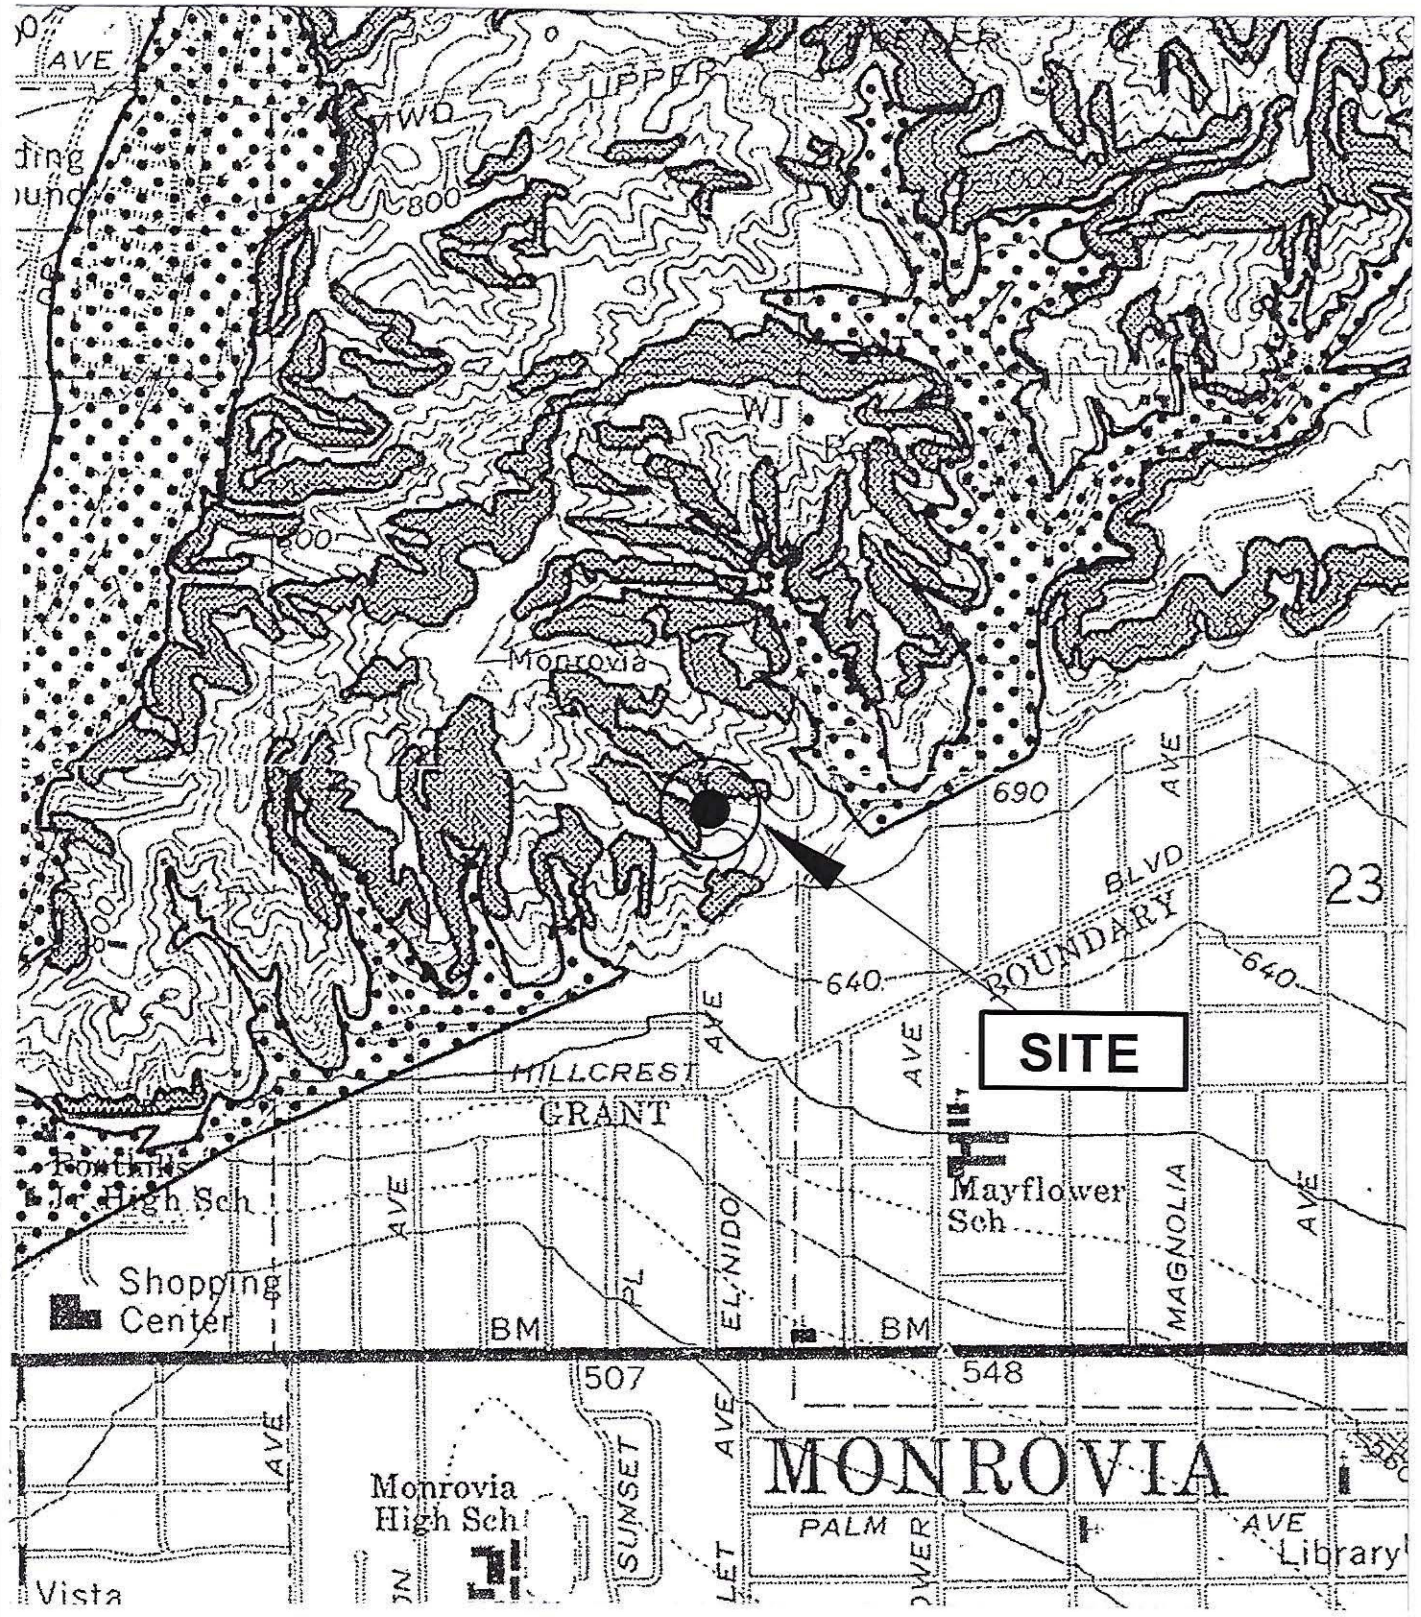 AVE
UPPER
MWD
800
WJ
Monrovia
690
AVE
BLVD
BOUNDARY
23
640
640
AVE
AVE
SITE
HILLCREST
GRANT
Foothills
Jr High Sch
AVE
EL NIDO
PL
Mayflower
Sch
MAGNOLIA
AVE
Shopping
Center
BM
BM
507
548
AVE
AVE
SUNSET
MONROVIA
Monrovia
High Sch
PALM
AVE
Library
Vista